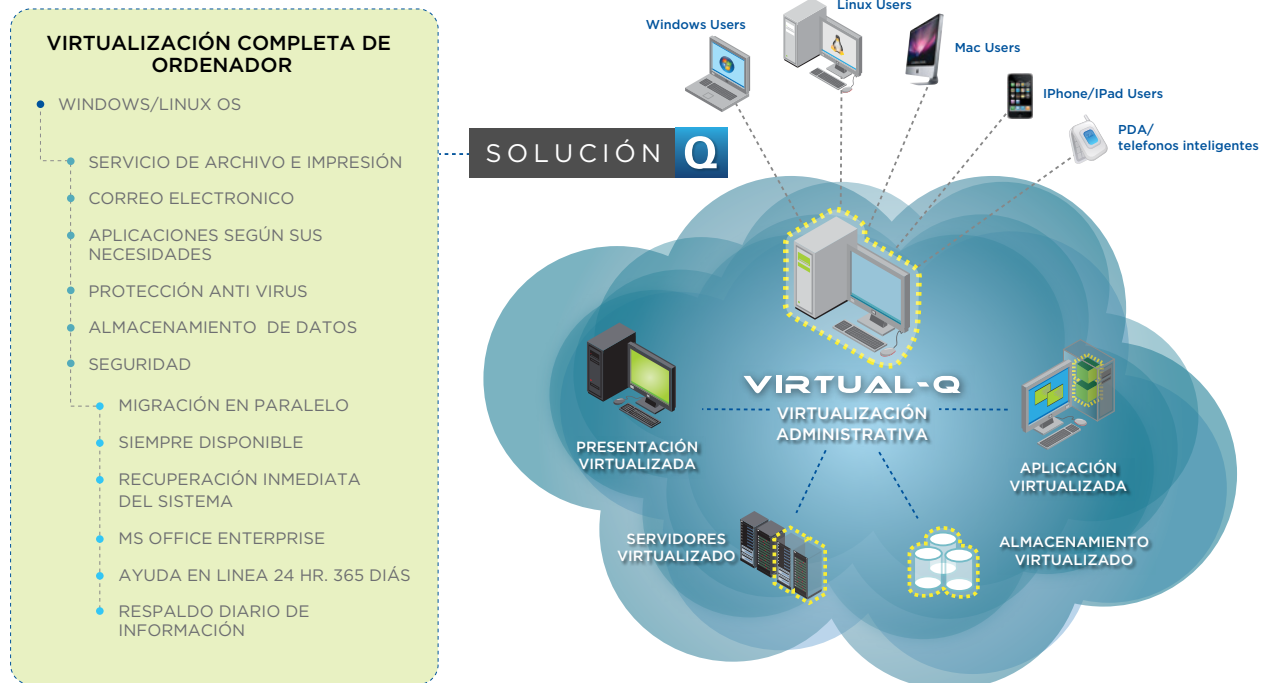 VIRTUALIZACIÓN COMPLETA DE
ORDENADOR
WINDOWS/LINUX OS
SERVICIO DE ARCHIVO E IMPRESIÓN
CORREO ELECTRONICO
APLICACIONES SEGÚN SUS
NECESIDADES
PROTECCIÓN ANTI VIRUS
ALMACENAMIENTO DE DATOS
SEGURIDAD
MIGRACIÓN EN PARALELO
SIEMPRE DISPONIBLE
RECUPERACIÓN INMEDIATA
DEL SISTEMA
MS OFFICE ENTERPRISE
AYUDA EN LINEA 24 HR. 365 DIÁS
RESPALDO DIARIO DE
INFORMACIÓN
SOLUCIÓN Q
Windows Users
Linux Users
Mac Users
IPhone/IPad Users
PDA/
telefonos inteligentes
VIRTUAL-Q
VIRTUALIZACIÓN
ADMINISTRATIVA
PRESENTACIÓN
VIRTUALIZADA
APLICACIÓN
VIRTUALIZADA
SERVIDORES
VIRTUALIZADO
ALMACENAMIENTO
VIRTUALIZADO